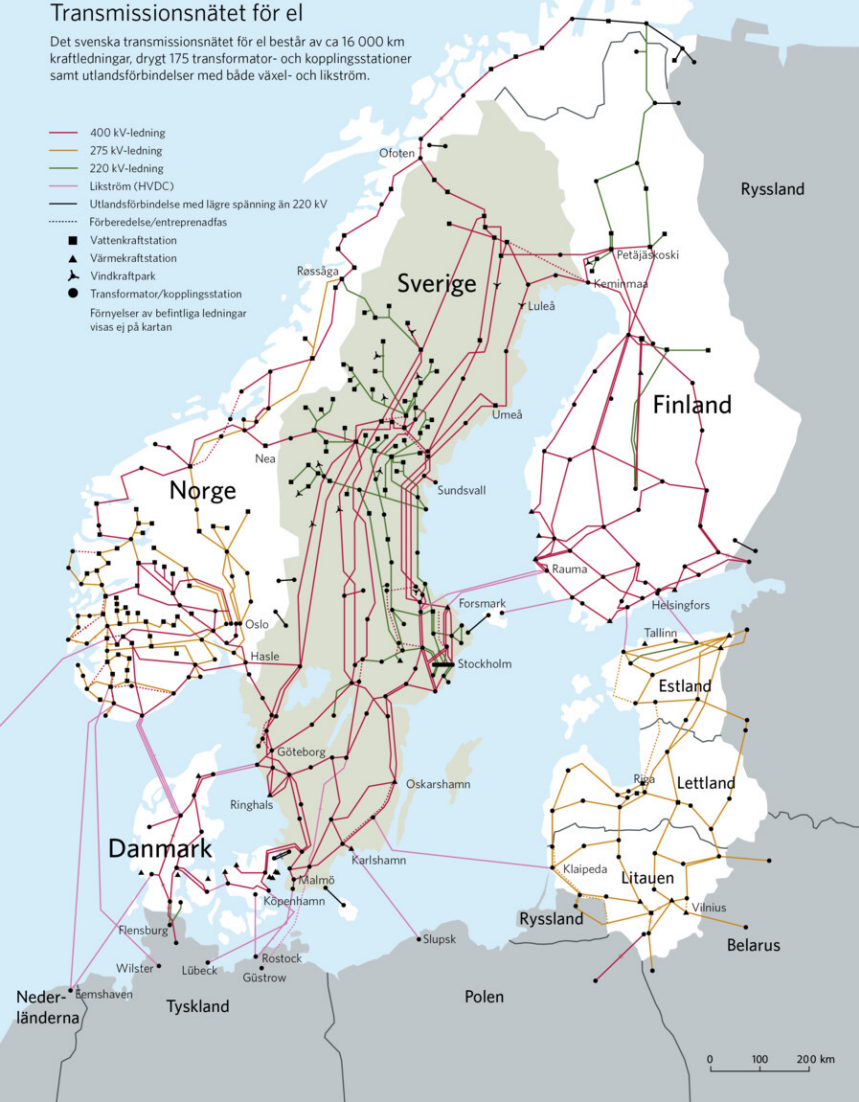 Transmissionsnätet för el
Det svenska transmissionsnätet för el består av ca 16 000 km
kraftledningar, drygt 175 transformator- och kopplingsstationer
samt utlandsförbindelser med både växel- och likström.
400 kV-ledning
275 kV-ledning
220 kV-ledning
Likström (HVDC)
Utlandsförbindelse med lägre spänning än 220 kV
Förberedelse/entreprenadfas
Vattenkraftstation
Värmekraftstation
Vindkraftpark
Transformator/kopplingsstation
Förnyelser av befintliga ledningar
visas ej på kartan
Ofoten
Ryssland
Petäjäskoski
Røssåga
Sverige
Keminmaa
Luleå
Finland
Umeå
Nea
Norge
Sundsvall
Rauma
Forsmark
Helsingfors
Oslo
Tallinn
Hasle
Stockholm
Estland
Göteborg
Riga
Lettland
Oskarshamn
Ringhals
Danmark
Karlshamn
Klaipeda
Litauen
Malmö
Köpenhamn
Ryssland
Vilnius
Flensburg
Slupsk
Belarus
Wilster
Lübeck
Rostock
Güstrow
Neder-
länderna
Eemshaven
Tyskland
Polen
0 100 200 km